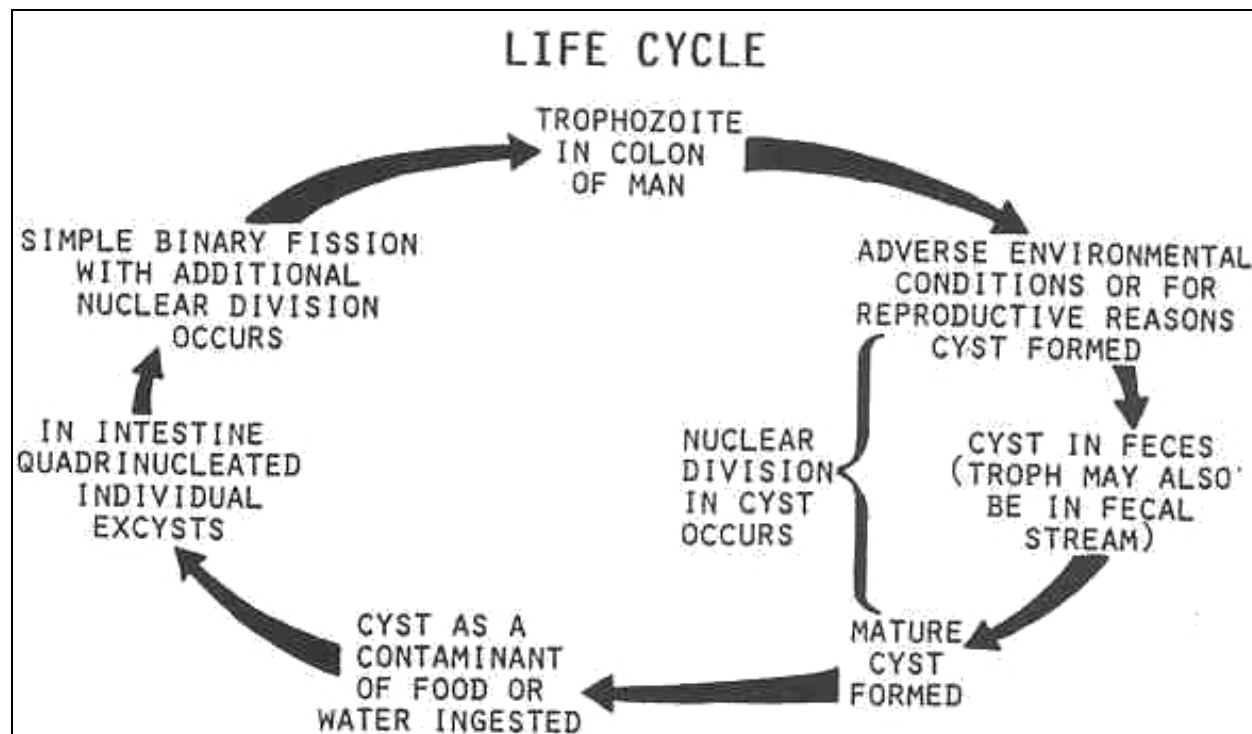 LIFE CYCLE
TROPHOZOITE
IN COLON
OF MAN
ADVERSE ENVIRONMENTAL
CONDITIONS OR FOR
REPRODUCTIVE REASONS
CYST FORMED
CYST IN FECES
(TROPH MAY ALSO
BE IN FECAL
STREAM)
NUCLEAR
DIVISION
IN CYST
OCCURS
MATURE
CYST
FORMED
CYST AS A
CONTAMINANT
OF FOOD OR
WATER INGESTED
IN INTESTINE
QUADRINUCLEATED
INDIVIDUAL
EXCYSTS
SIMPLE BINARY FISSION
WITH ADDITIONAL
NUCLEAR DIVISION
OCCURS